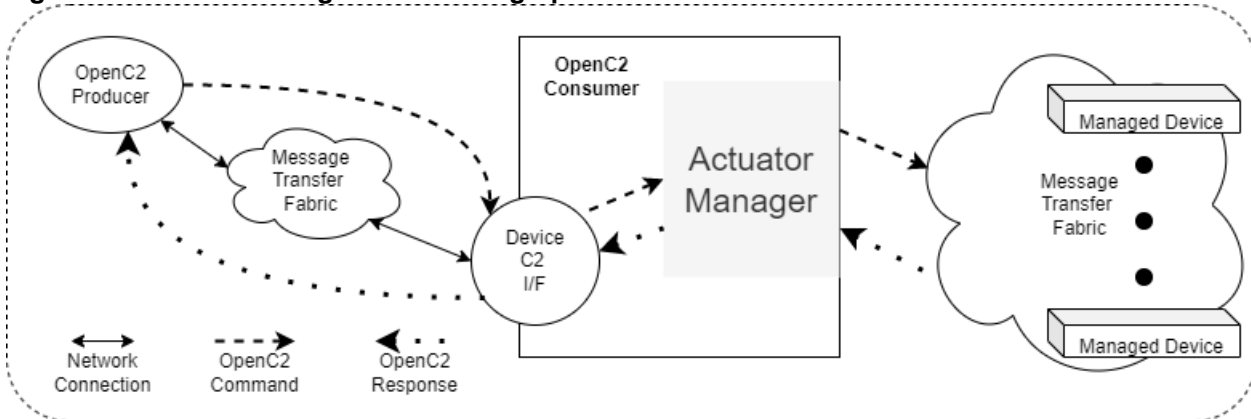 OpenC2
Producer
Message
Transfer
Fabric
OpenC2
Consumer
Actuator
Manager
Device
C2
I/F
Managed Device
Message
Transfer
Fabric
Managed Device
Network
Connection
OpenC2
Command
OpenC2
Response